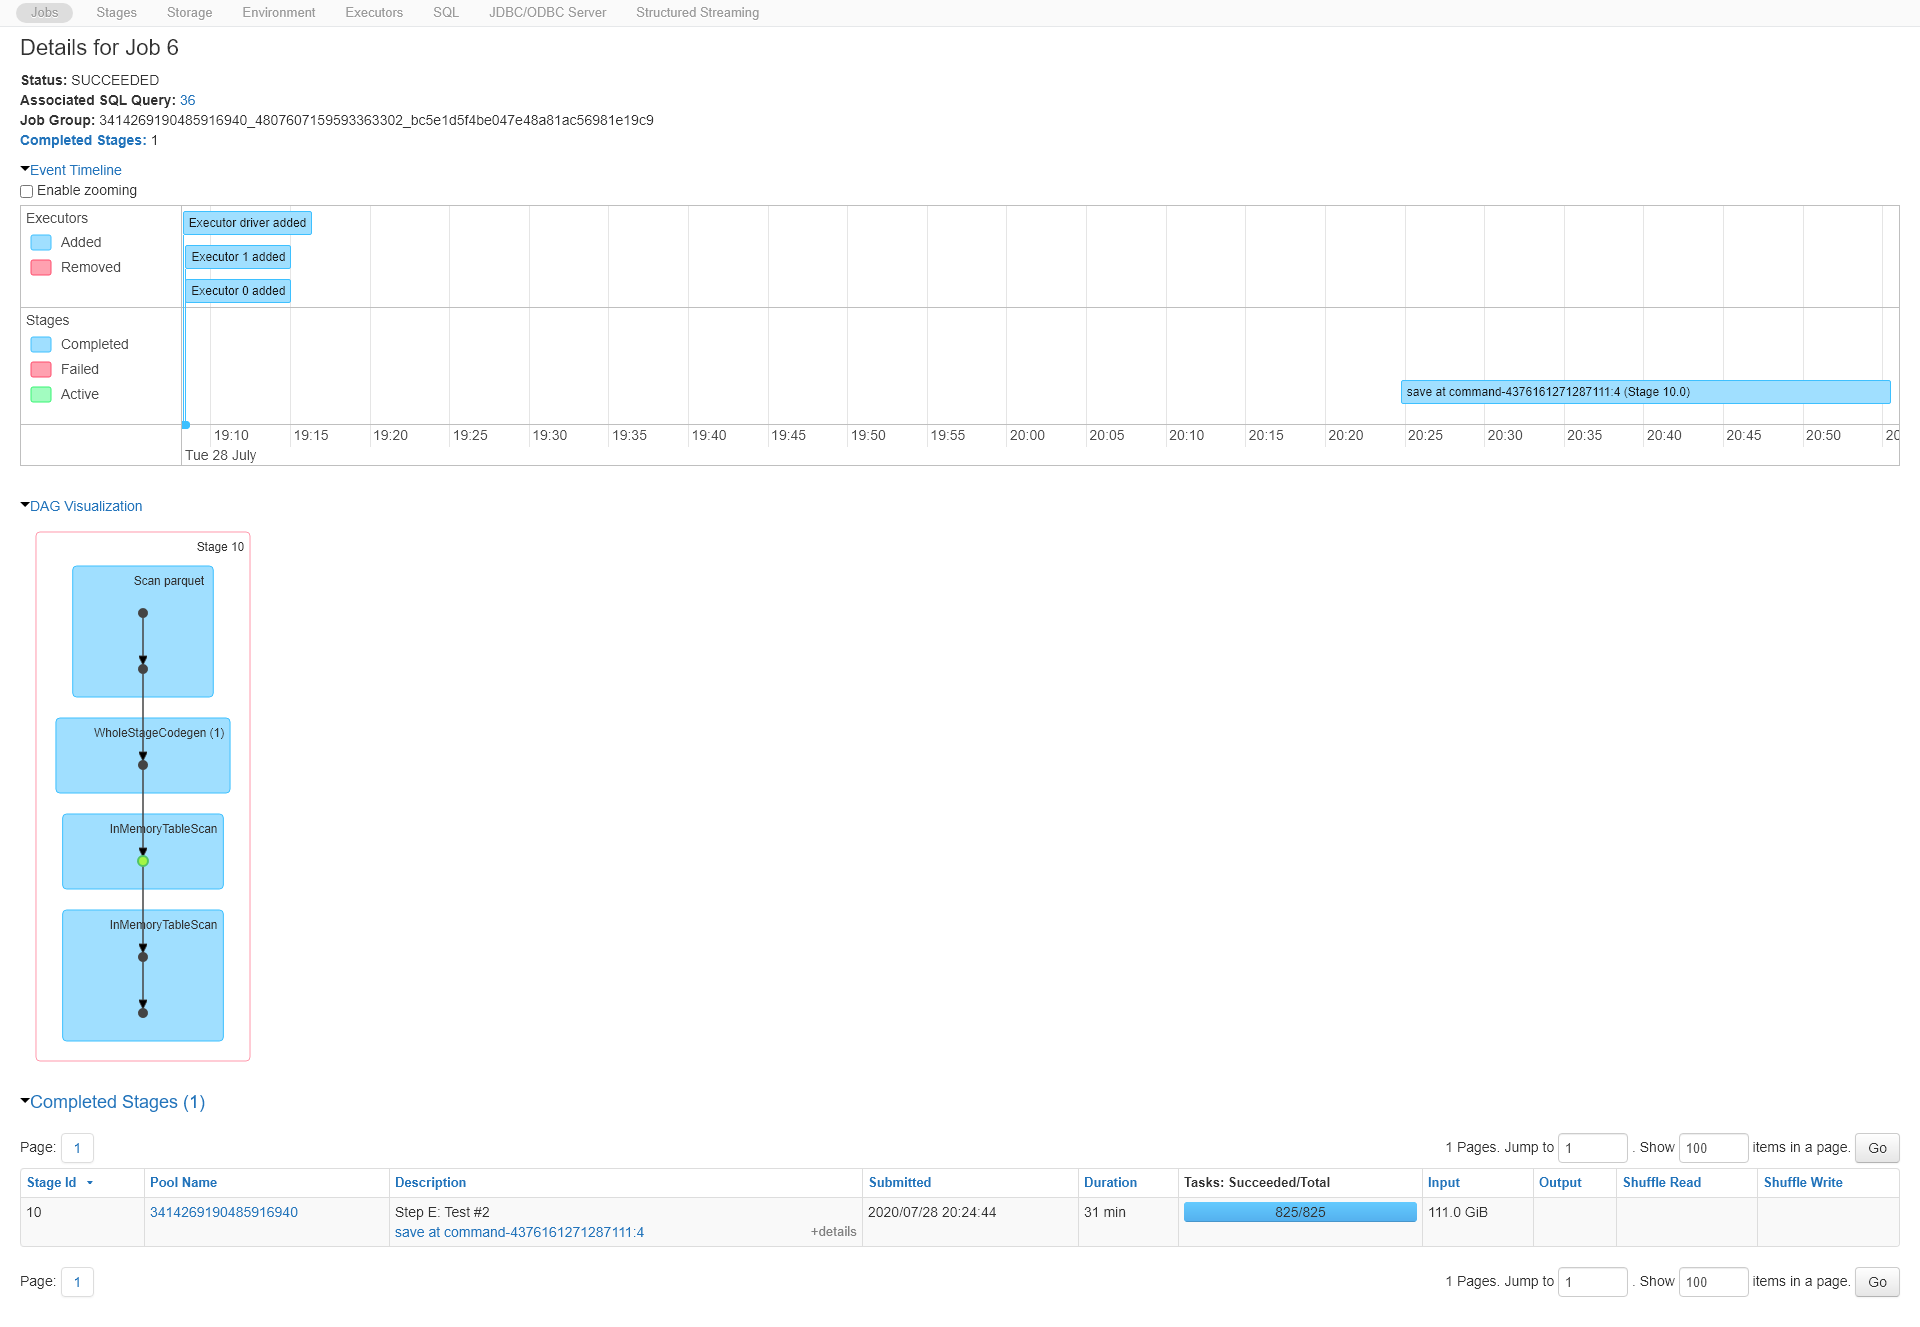 Jobs Stages Storage Environment Executors SQL JDBC/ODBC Server Structured Streaming
Details for Job 6
Status: SUCCEEDED
Associated SQL Query: 36
Job Group: 3414269190485916940_4807607159593363302_bc5e1d5f4be047e48a81ac56981e19c9
Completed Stages: 1
Event Timeline
Enable zooming
Executors
Added
Removed
Executor driver added
Executor 1 added
Executor 0 added
Stages
Completed
Failed
Active
save at command-4376161271287111:4 (Stage 10.0)
19:10 19:15 19:20 19:25 19:30 19:35 19:40 19:45 19:50 19:55 20:00 20:05 20:10 20:15 20:20 20:25 20:30 20:35 20:40 20:45 20:50 20
Tue 28 July
DAG Visualization
Stage 10
Scan parquet
WholeStageCodegen (1)
InMemoryTableScan
InMemoryTableScan
Completed Stages (1)
Page: 1 1 Pages. Jump to 1 . Show 100 items in a page. Go
Stage Id Pool Name Description Submitted Duration Tasks: Succeeded/Total Input Output Shuffle Read Shuffle Write
10 3414269190485916940 Step E: Test #2 2020/07/28 20:24:44 31 min 825/825 111.0 GiB
save at command-4376161271287111:4 +details
Page: 1 1 Pages. Jump to 1 . Show 100 items in a page. Go